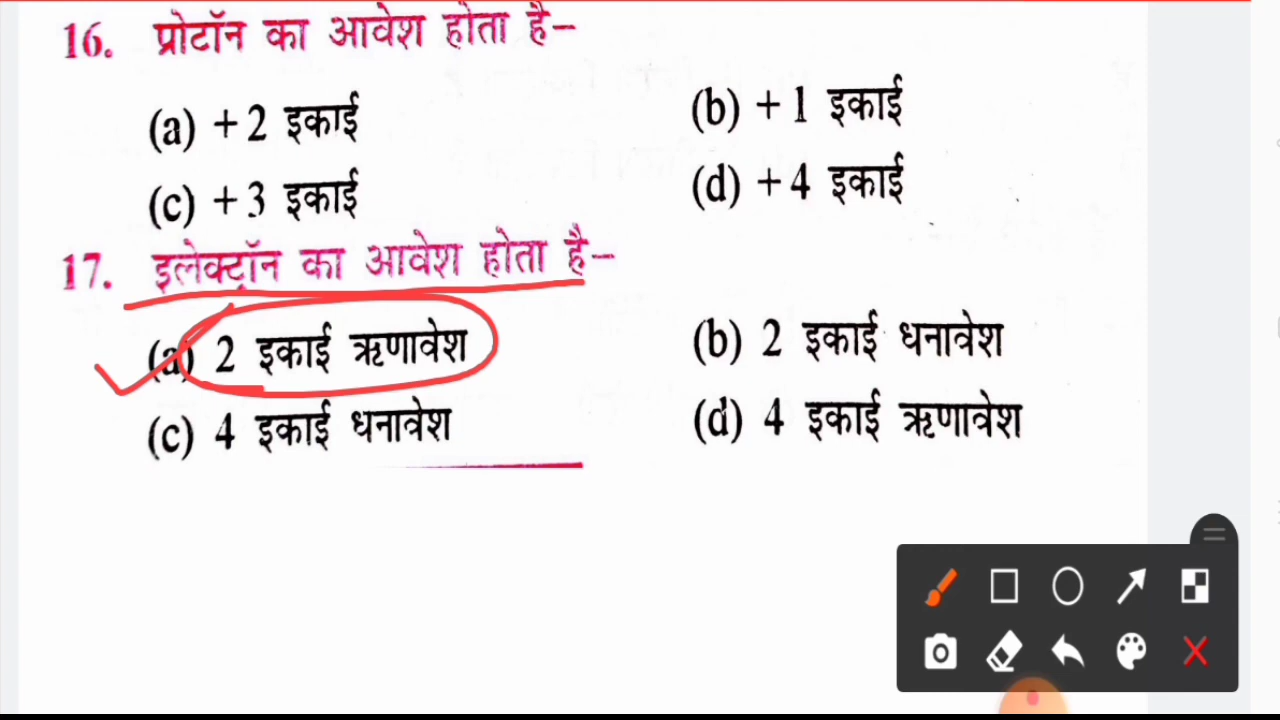 16. प्रोटॉन का आवेश होता है–
(a) +2 इकाई (b) +1 इकाई
(c) +3 इकाई (d) +4 इकाई
17. इलेक्ट्रॉन का आवेश होता है–
(a) 2 इकाई ऋणावेश (b) 2 इकाई धनावेश
(c) 4 इकाई धनावेश (d) 4 इकाई ऋणावेश